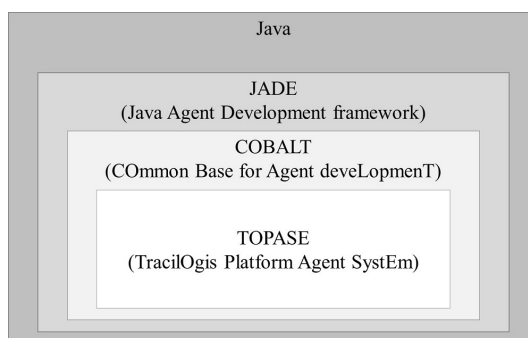 Java
JADE
(Java Agent Development framework)
COBALT
(COmmon Base for Agent deveLopmenT)
TOPASE
(TracilOgis Platform Agent SystEm)